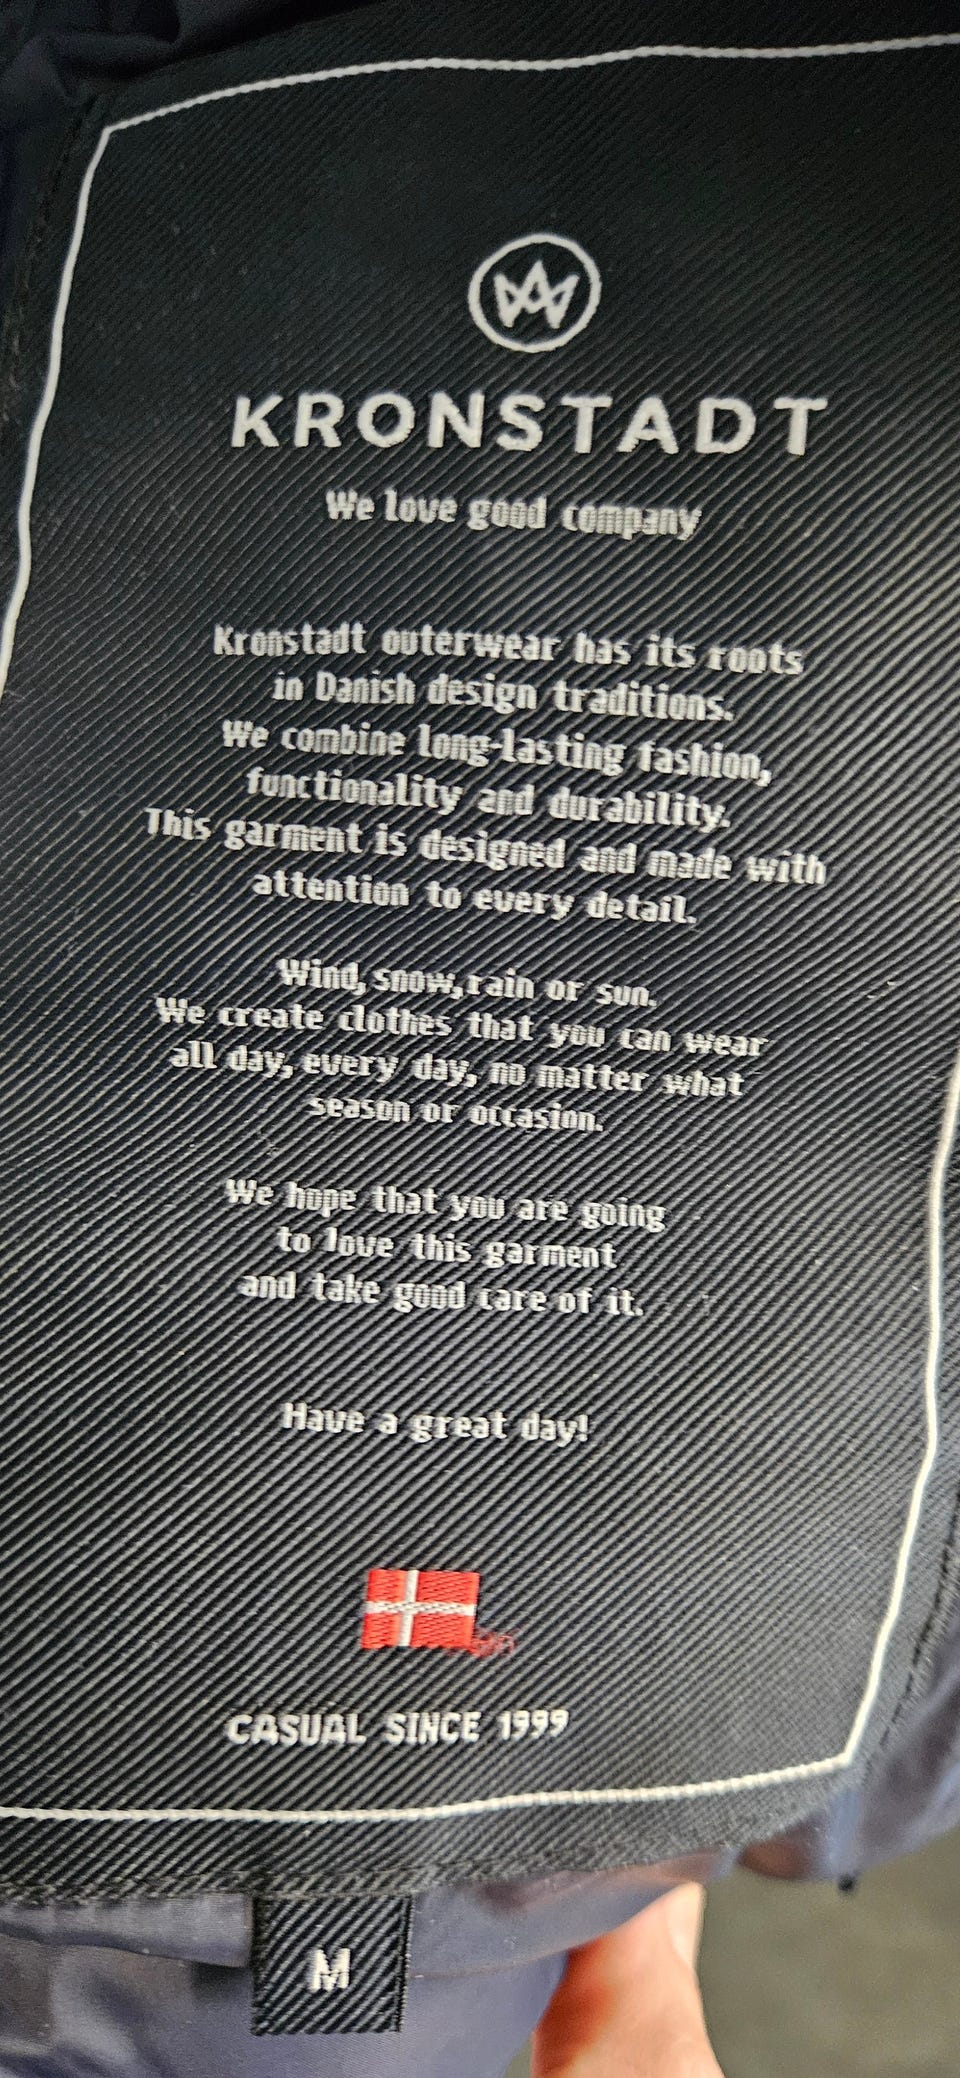 KRONSTADT
We love good company
Kronstadt outerwear has its roots
in Danish design traditions.
We combine long-lasting fashion,
functionality and durability.
This garment is designed and made with
attention to every detail.
Wind, snow, rain or sun.
We create clothes that you can wear
all day, every day, no matter what
season or occasion.
We hope that you are going
to love this garment
and take good care of it.
Have a great day!
CASUAL SINCE 1999
M